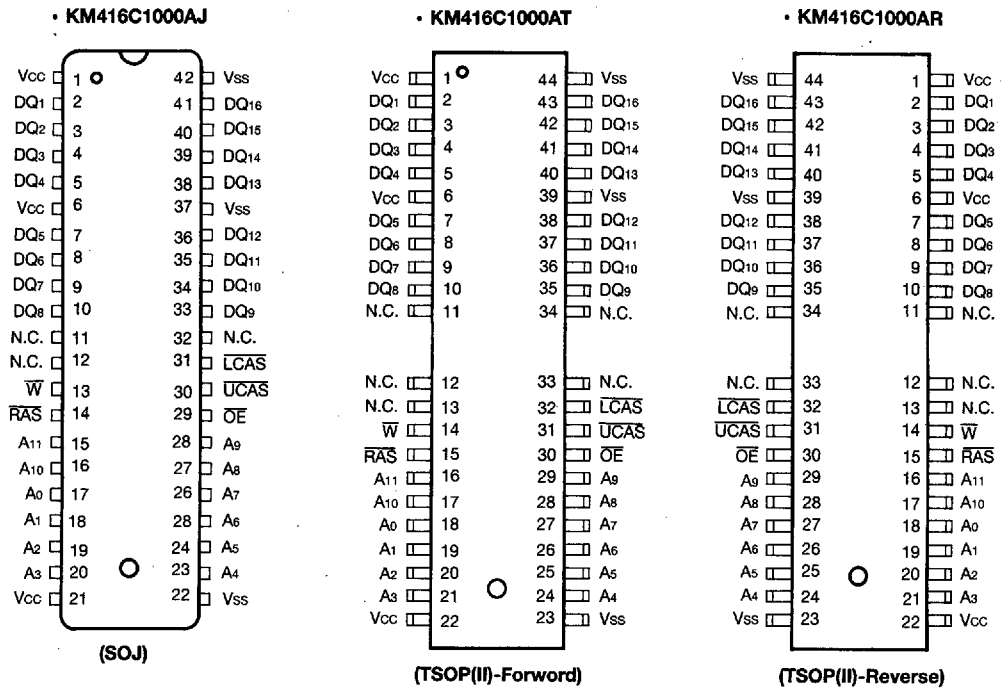 • KM416C1000AJ
Vcc 1 42 Vss
DQ1 2 41 DQ16
DQ2 3 40 DQ15
DQ3 4 39 DQ14
DQ4 5 38 DQ13
Vcc 6 37 Vss
DQ5 7 36 DQ12
DQ6 8 35 DQ11
DQ7 9 34 DQ10
DQ8 10 33 DQ9
N.C. 11 32 N.C.
N.C. 12 31 LCAS
W 13 30 UCAS
RAS 14 29 OE
A11 15 28 A9
A10 16 27 A8
A0 17 26 A7
A1 18 28 A6
A2 19 24 A5
A3 20 23 A4
Vcc 21 22 Vss
(SOJ)
• KM416C1000AT
Vcc 1 44 Vss
DQ1 2 43 DQ16
DQ2 3 42 DQ15
DQ3 4 41 DQ14
DQ4 5 40 DQ13
Vcc 6 39 Vss
DQ5 7 38 DQ12
DQ6 8 37 DQ11
DQ7 9 36 DQ10
DQ8 10 35 DQ9
N.C. 11 34 N.C.
N.C. 12 33 N.C.
N.C. 13 32 LCAS
W 14 31 UCAS
RAS 15 30 OE
A11 16 29 A9
A10 17 28 A8
A0 18 27 A7
A1 19 26 A6
A2 20 25 A5
A3 21 24 A4
Vcc 22 23 Vss
(TSOP(II)-Forword)
• KM416C1000AR
Vss 44 1 Vcc
DQ16 43 2 DQ1
DQ15 42 3 DQ2
DQ14 41 4 DQ3
DQ13 40 5 DQ4
Vss 39 6 Vcc
DQ12 38 7 DQ5
DQ11 37 8 DQ6
DQ10 36 9 DQ7
DQ9 35 10 DQ8
N.C. 34 11 N.C.
N.C. 33 12 N.C.
LCAS 32 13 N.C.
UCAS 31 14 W
OE 30 15 RAS
A9 29 16 A11
A8 28 17 A10
A7 27 18 A0
A6 26 19 A1
A5 25 20 A2
A4 24 21 A3
Vss 23 22 Vcc
(TSOP(II)-Reverse)